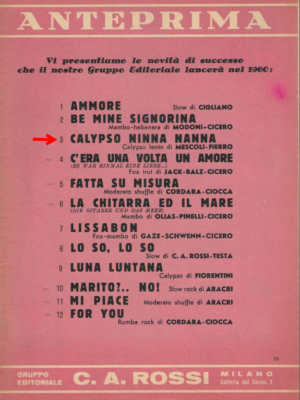 ANTEPRIMA
Vi presentiamo le novità di successo
che il nostro Gruppo Editoriale lancerà nel 1960:
1 AMMORE Slow di CIGLIANO
2 BE MINE SIGNORINA
Mambo-habanera di MODONI-CICERO
3 CALYPSO NINNA NANNA
Calypso lento di MESCOLI-FIERRO
4 C'ERA UNA VOLTA UN AMORE
(ES WAR EINMAL EINE LIEBE...)
Fox trot di JACK-BALZ-CICERO
5 FATTA SU MISURA
Moderato shuffle di CORDARA-CIOCCA
6 LA CHITARRA ED IL MARE
(DIE GITARRE UND DAS MEER)
Mambo di OLIAS-PINELLI-CICERO
7 LISSABON
Fox-mambo di GAZE-SCHWENN-CICERO
8 LO SO, LO SO
Slow di C. A. ROSSI-TESTA
9 LUNA LUNTANA
Calypso di FIORENTINI
10 MARITO!.. NO! Slow rock di ARACRI
11 MI PIACE Moderato shuffle di ARACRI
12 FOR YOU
Rumba rock di CORDARA-CIOCCA
GRUPPO
EDITORIALE C. A. ROSSI MILANO
Galleria del Corso, 2